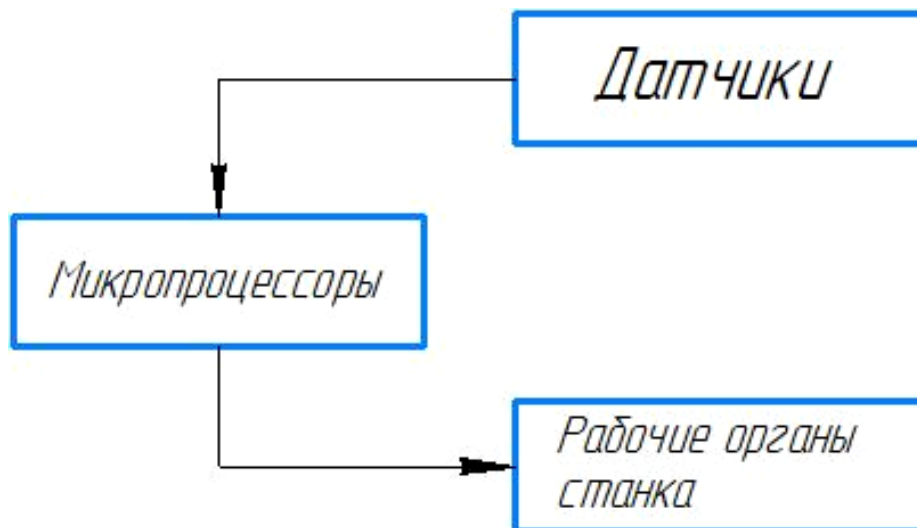 Датчики
Микропроцессоры
Рабочие органы
станка